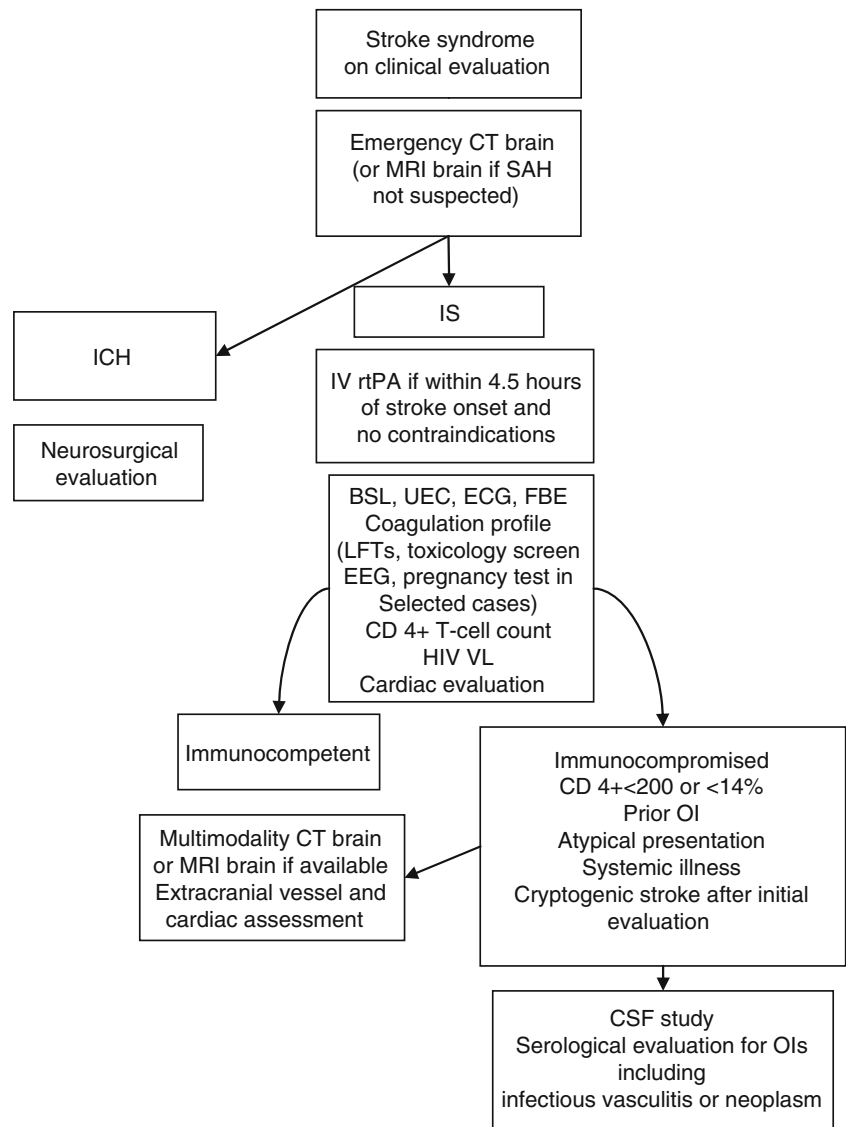 Stroke syndrome
on clinical evaluation
Emergency CT brain
(or MRI brain if SAH
not suspected)
IS
ICH
IV rtPA if within 4.5 hours
of stroke onset and
no contraindications
Neurosurgical
evaluation
BSL, UEC, ECG, FBE
Coagulation profile
(LFTs, toxicology screen
EEG, pregnancy test in
Selected cases)
CD 4+ T-cell count
HIV VL
Cardiac evaluation
Immunocompetent
Immunocompromised
CD 4+<200 or <14%
Prior OI
Atypical presentation
Systemic illness
Cryptogenic stroke after initial
evaluation
Multimodality CT brain
or MRI brain if available
Extracranial vessel and
cardiac assessment
CSF study
Serological evaluation for OIs
including
infectious vasculitis or neoplasm